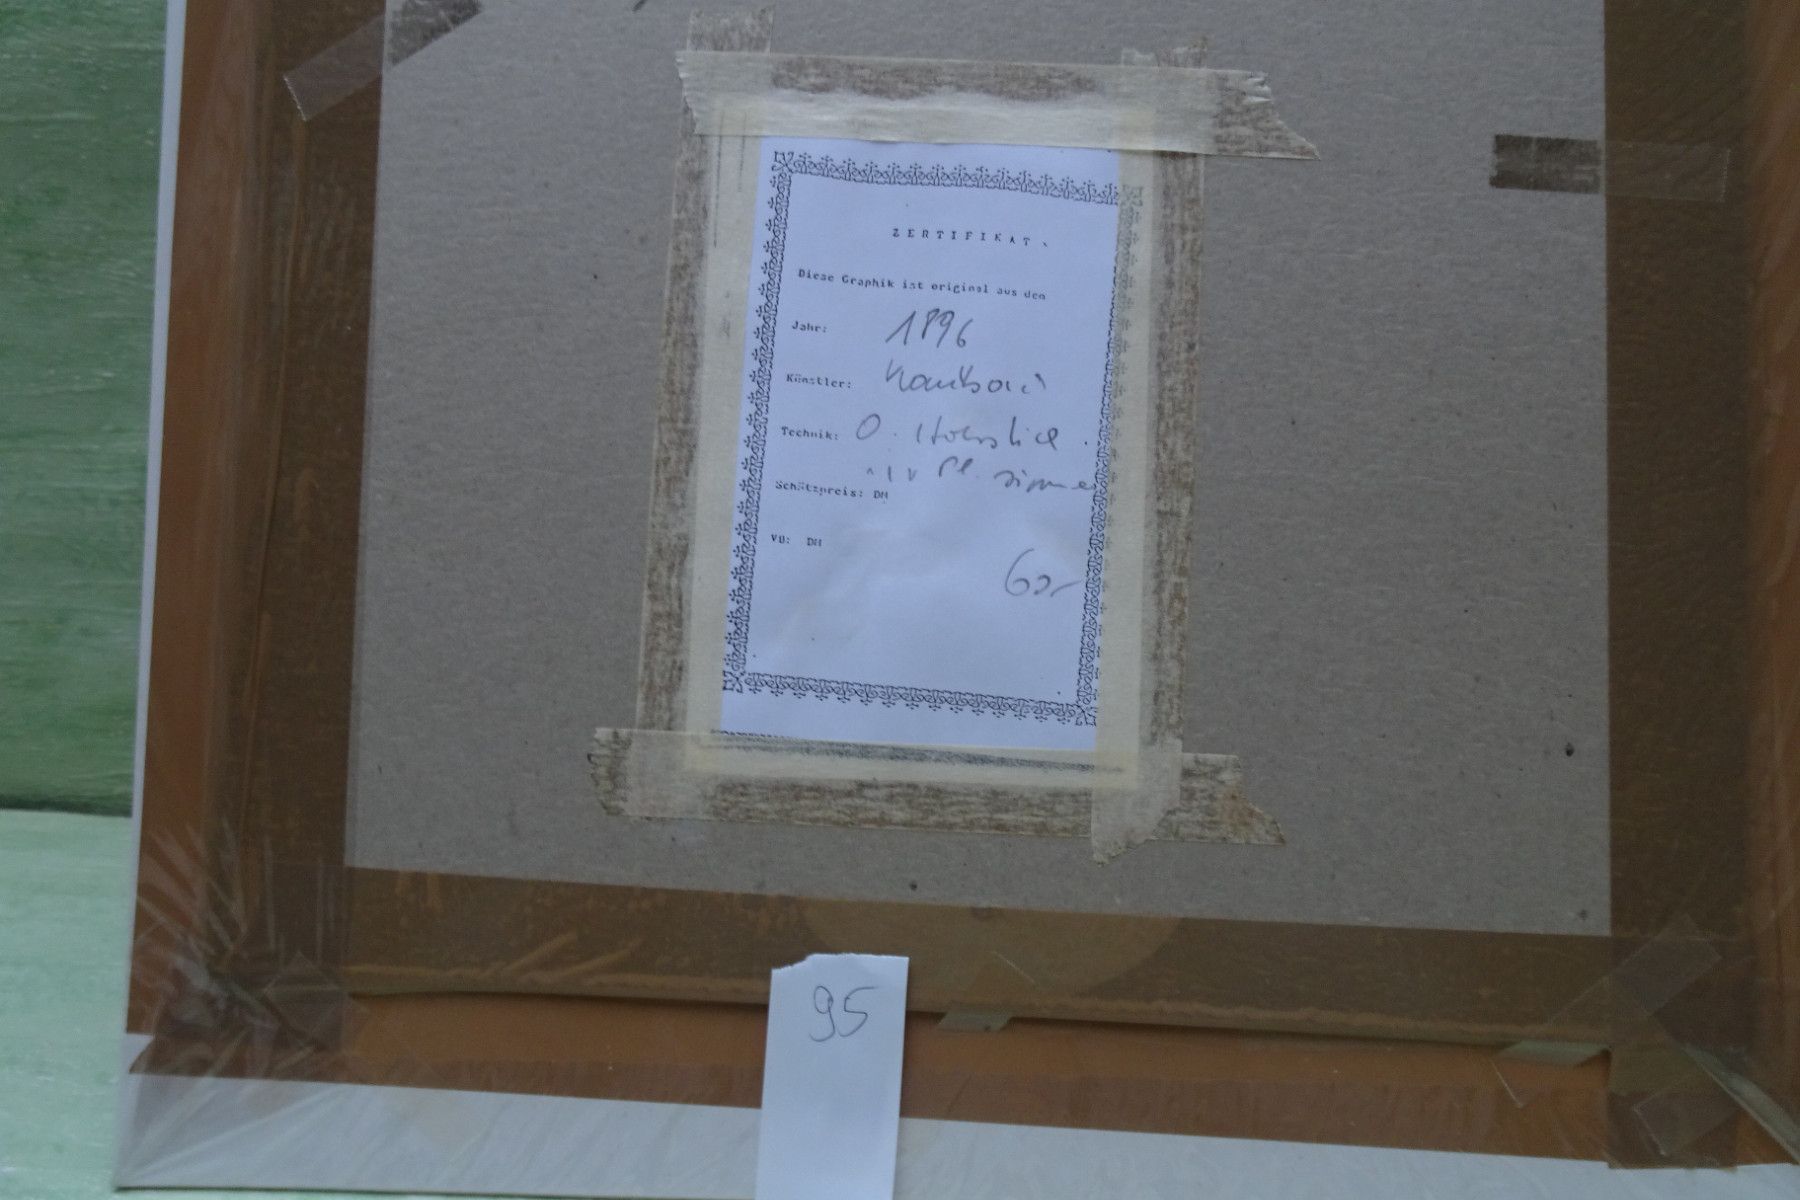 ZERTIFIKAT
Diese Graphik ist original aus dem
Jahr: 1896
Künstler:
Technik: O. Holzstich
Schätzpreis: DM
VB: DM
60,-
95